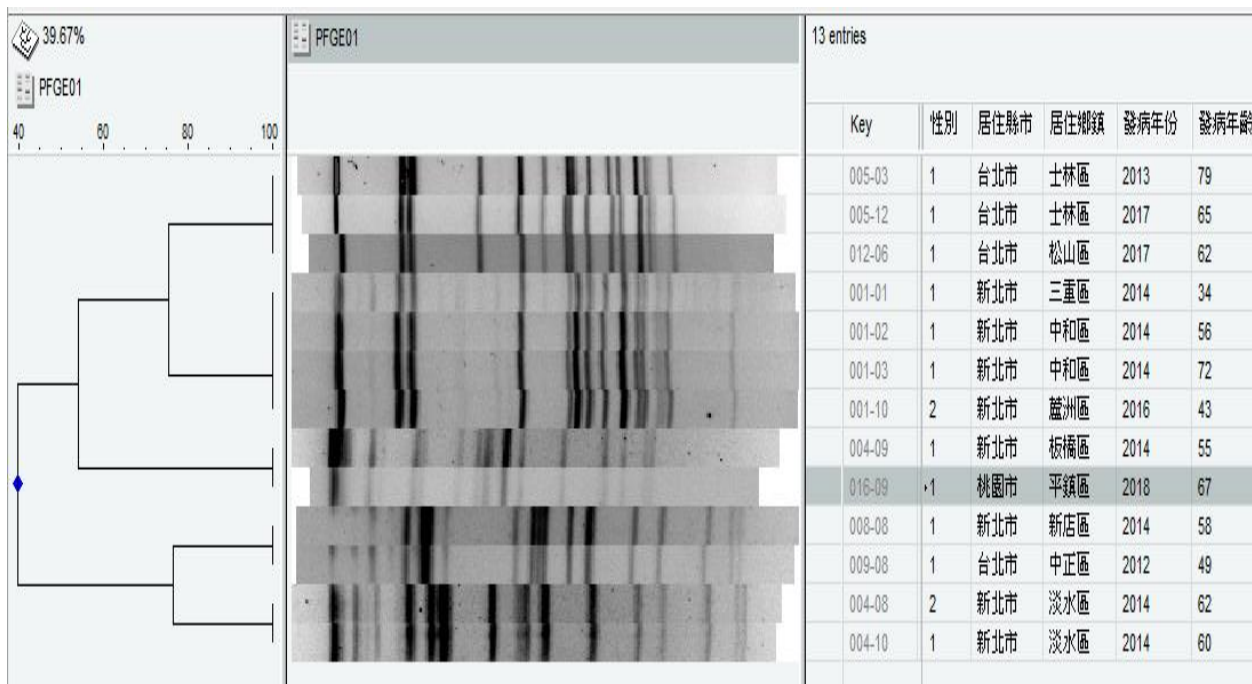 39.67%
PFGE01
40 60 80 100
PFGE01
13 entries
Key 性別 居住縣市 居住鄉鎮 發病年份 發病年齡
005-03 1 台北市 士林區 2013 79
005-12 1 台北市 士林區 2017 65
012-06 1 台北市 松山區 2017 62
001-01 1 新北市 三重區 2014 34
001-02 1 新北市 中和區 2014 56
001-03 1 新北市 中和區 2014 72
001-10 2 新北市 蘆洲區 2016 43
004-09 1 新北市 板橋區 2014 55
016-09 1 桃園市 平鎮區 2018 67
008-08 1 新北市 新店區 2014 58
009-08 1 台北市 中正區 2012 49
004-08 2 新北市 淡水區 2014 62
004-10 1 新北市 淡水區 2014 60